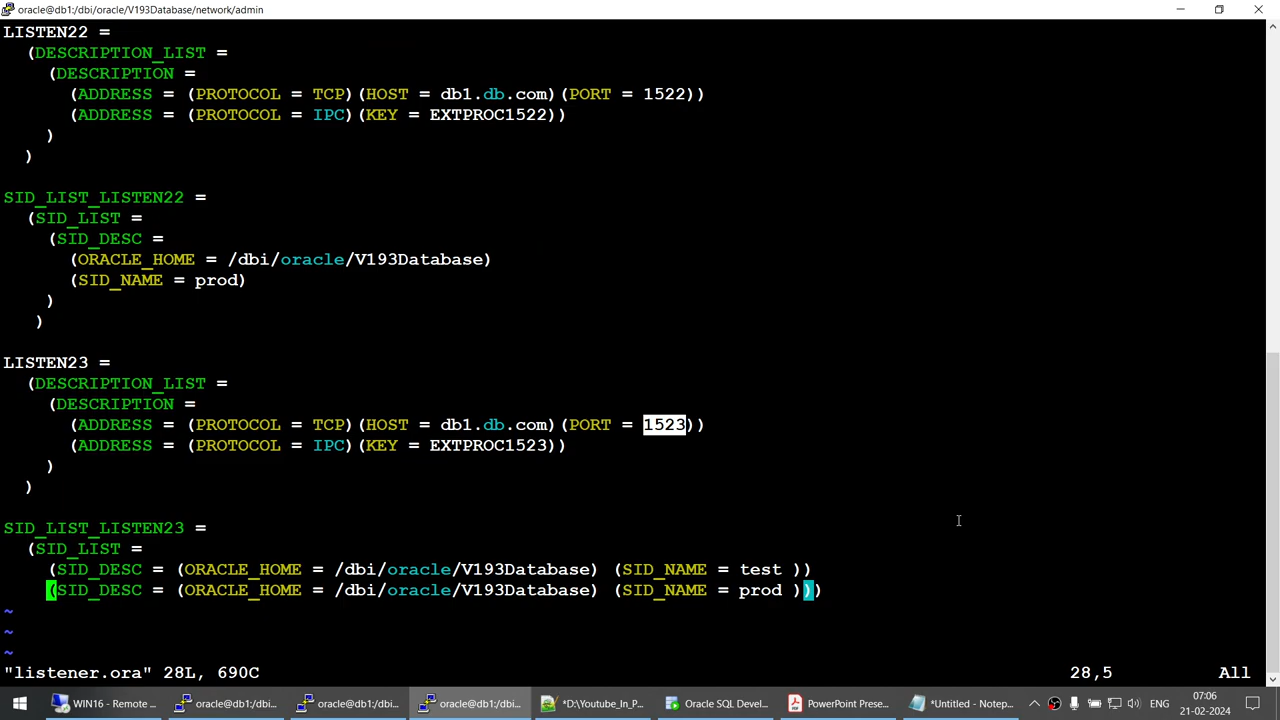 oracle@db1:/dbi/oracle/V193Database/network/admin
LISTEN22 =
(DESCRIPTION_LIST =
(DESCRIPTION =
(ADDRESS = (PROTOCOL = TCP)(HOST = db1.db.com)(PORT = 1522))
(ADDRESS = (PROTOCOL = IPC)(KEY = EXTPROC1522))
)
)
SID_LIST_LISTEN22 =
(SID_LIST =
(SID_DESC =
(ORACLE_HOME = /dbi/oracle/V193Database)
(SID_NAME = prod)
)
)
LISTEN23 =
(DESCRIPTION_LIST =
(DESCRIPTION =
(ADDRESS = (PROTOCOL = TCP)(HOST = db1.db.com)(PORT = 1523))
(ADDRESS = (PROTOCOL = IPC)(KEY = EXTPROC1523))
)
)
SID_LIST_LISTEN23 =
(SID_LIST =
(SID_DESC = (ORACLE_HOME = /dbi/oracle/V193Database) (SID_NAME = test ))
(SID_DESC = (ORACLE_HOME = /dbi/oracle/V193Database) (SID_NAME = prod )))
~
~
~
"listener.ora" 28L, 690C 28,5 All
WIN16 - Remote ... oracle@db1:/dbi... oracle@db1:/dbi... oracle@db1:/dbi... *D:\Youtube_In_P... Oracle SQL Devel... PowerPoint Prese... *Untitled - Notep... ENG 07:06
21-02-2024